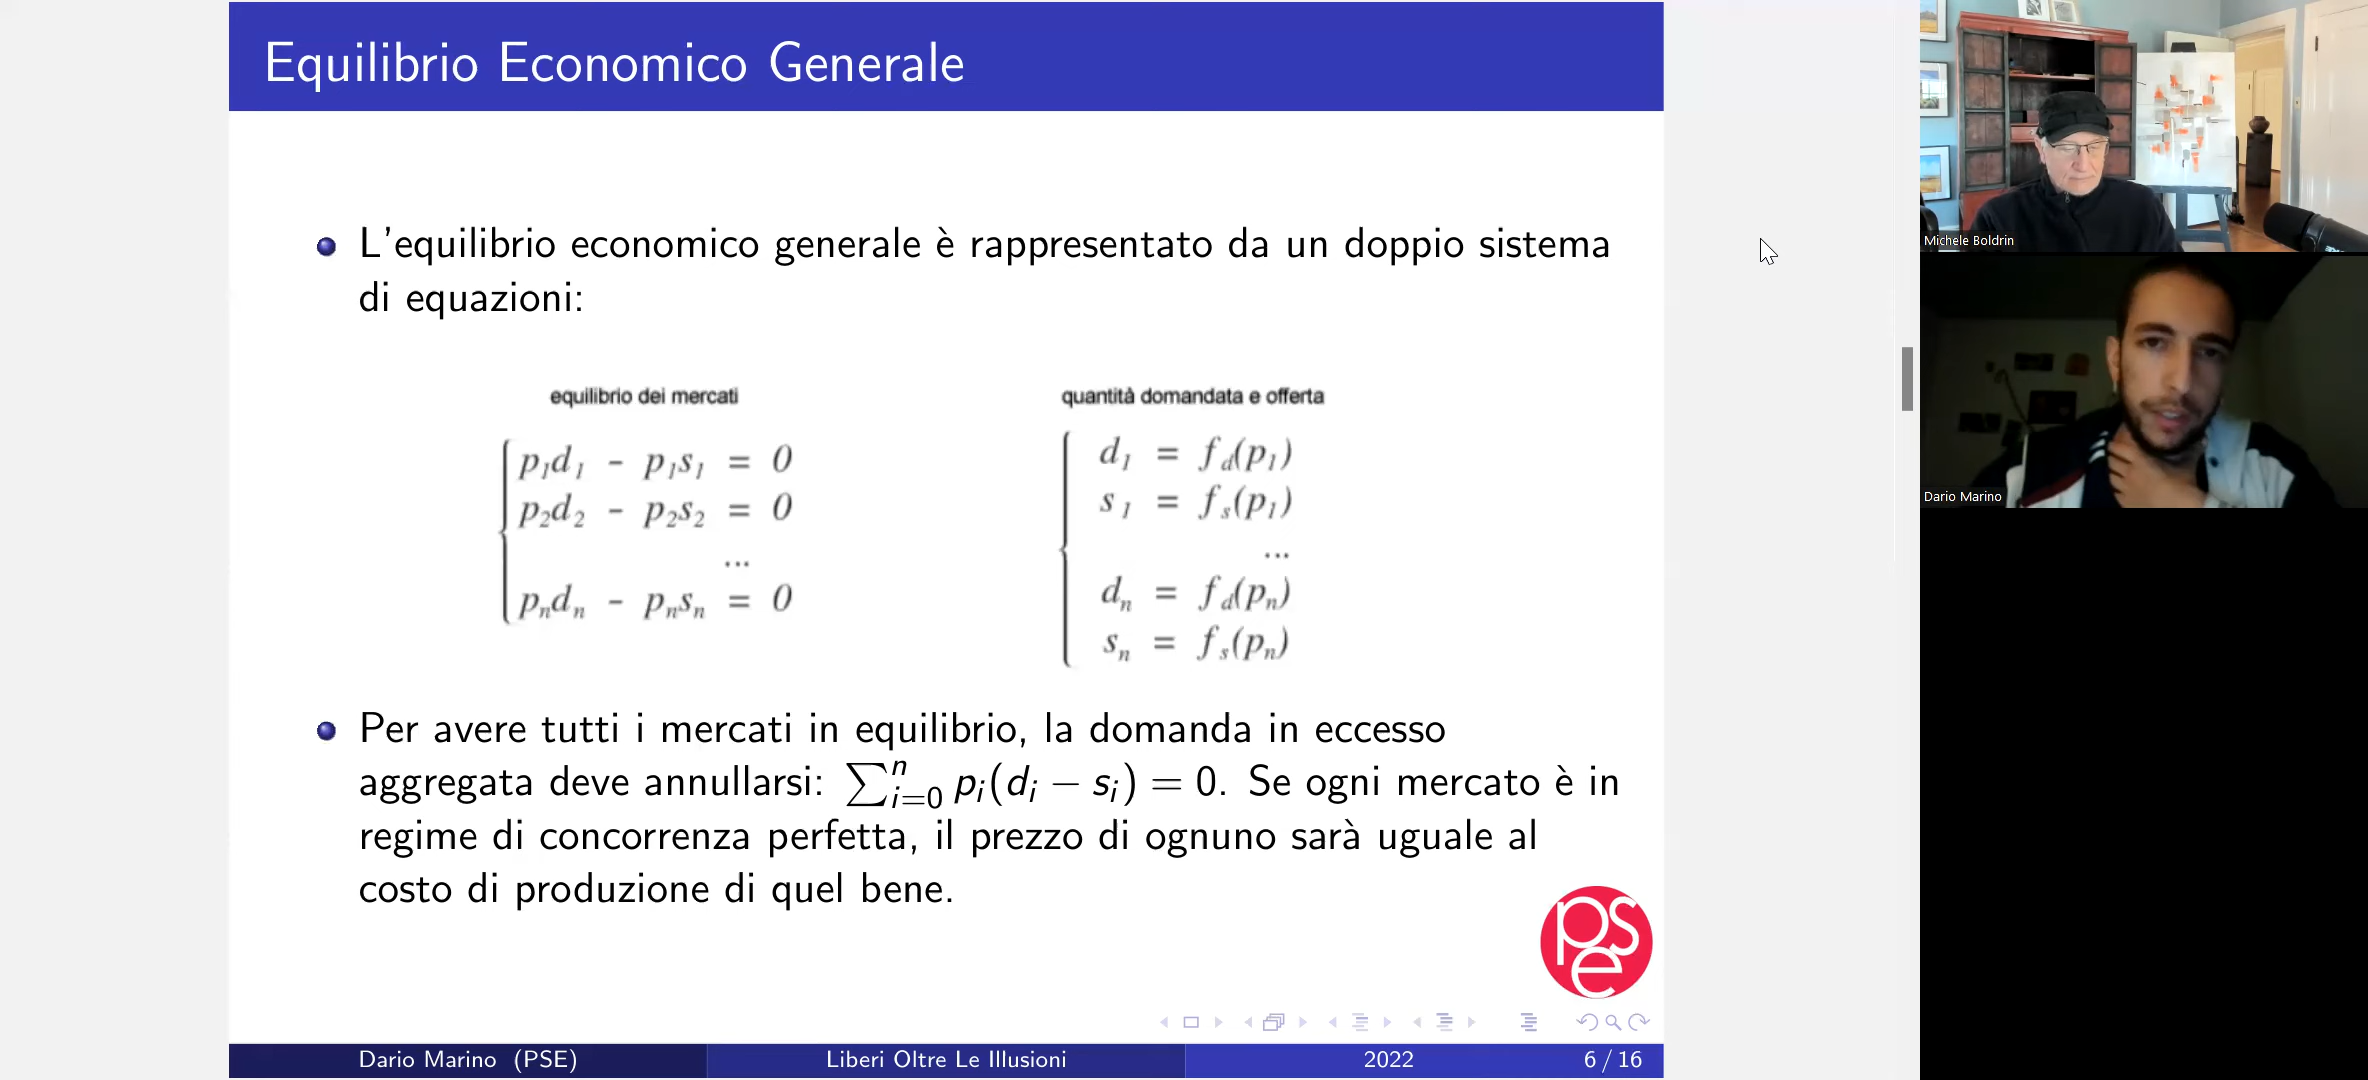 Equilibrio Economico Generale
L'equilibrio economico generale è rappresentato da un doppio sistema
di equazioni:
equilibrio dei mercati
p₁d₁ - p₁s₁ = 0
p₂d₂ - p₂s₂ = 0
...
pₙdₙ - pₙsₙ = 0
quantità domandata e offerta
d₁ = f_d(p₁)
s₁ = f_s(p₁)
...
dₙ = f_d(pₙ)
sₙ = f_s(pₙ)
Per avere tutti i mercati in equilibrio, la domanda in eccesso
aggregata deve annullarsi: ∑ⁿᵢ₌₀ pᵢ(dᵢ − sᵢ) = 0. Se ogni mercato è in
regime di concorrenza perfetta, il prezzo di ognuno sarà uguale al
costo di produzione di quel bene.
pse
Dario Marino (PSE) Liberi Oltre Le Illusioni 2022 6 / 16
Michele Boldrin
Dario Marino